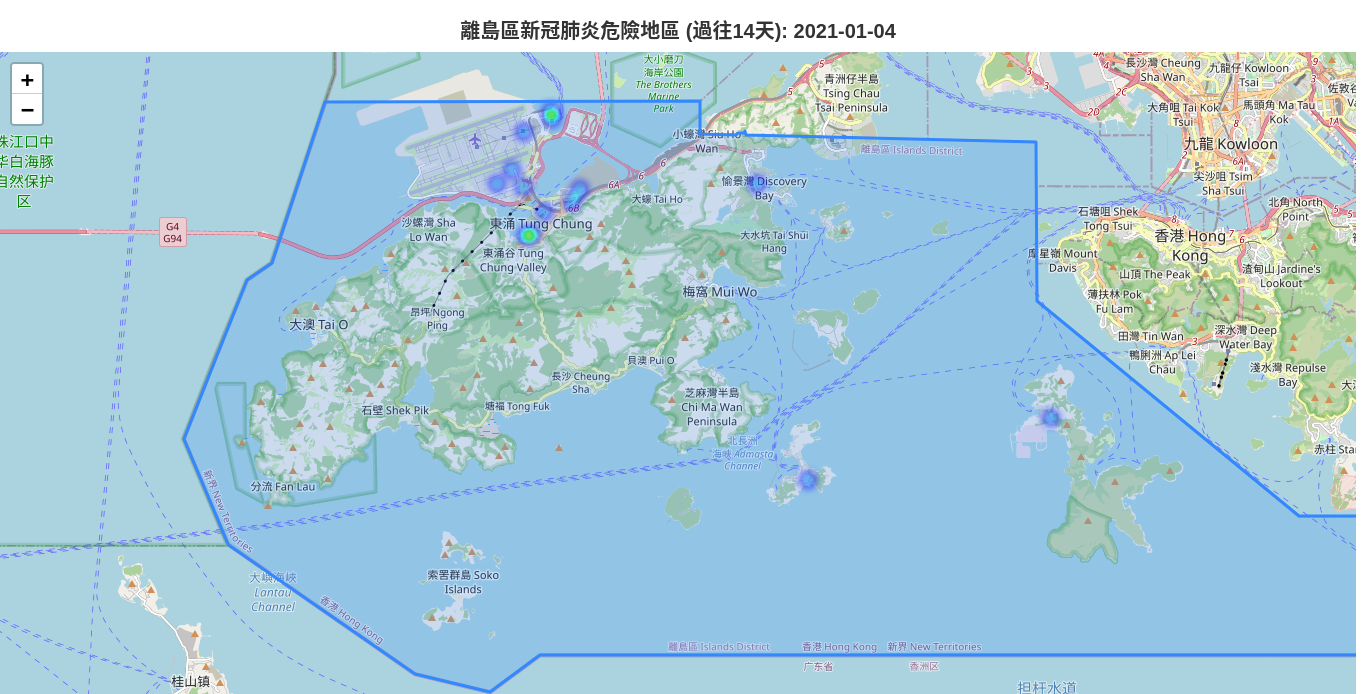 離島區新冠肺炎危險地區 (過往14天): 2021-01-04
+
−
珠江口中
华白海豚
自然保护
区
G4
G94
大小磨刀
海岸公園
The Brothers
Marine
Park
青洲仔半島
Tsing Chau
Tsai Peninsula
長沙灣 Cheung
Sha Wan
九龍仔 Kowloon
Tsai
大角咀 Tai Kok
Tsui
馬頭角 Ma Tau
Kok
九龍 Kowloon
尖沙咀 Tsim
Sha Tsui
5
5
5
3
3
2
2D
1A
小蠔灣 Siu Ho
Wan
離島區 Islands District
6
6
6A
6B
愉景灣 Discovery
Bay
大蠔 Tai Ho
沙螺灣 Sha
Lo Wan
東涌 Tung Chung
東涌谷 Tung
Chung Valley
大水坑 Tai Shui
Hang
石塘咀 Shek
Tong Tsui
北角 North
Point
香港 Hong
Kong
摩星嶺 Mount
Davis
山頂 The Peak
渣甸山 Jardine's
Lookout
梅窩 Mui Wo
昂坪 Ngong
Ping
大澳 Tai O
薄扶林 Pok
Fu Lam
田灣 Tin Wan
3
深水灣 Deep
Water Bay
鴨脷洲 Ap Lei
Chau
淺水灣 Repulse
Bay
貝澳 Pui O
長沙 Cheung
Sha
芝麻灣半島
Chi Ma Wan
Peninsula
石壁 Shek Pik
塘福 Tong Fuk
北長洲
海峽 Adamasta
Channel
赤柱 Sta
分流 Fan Lau
新界 New Territories
索罟群島 Soko
Islands
大嶼海峽
Lantau
Channel
香港 Hong Kong
離島區 Islands District
香港 Hong Kong
新界 New Territories
广东省
香洲区
桂山镇
担杆水道